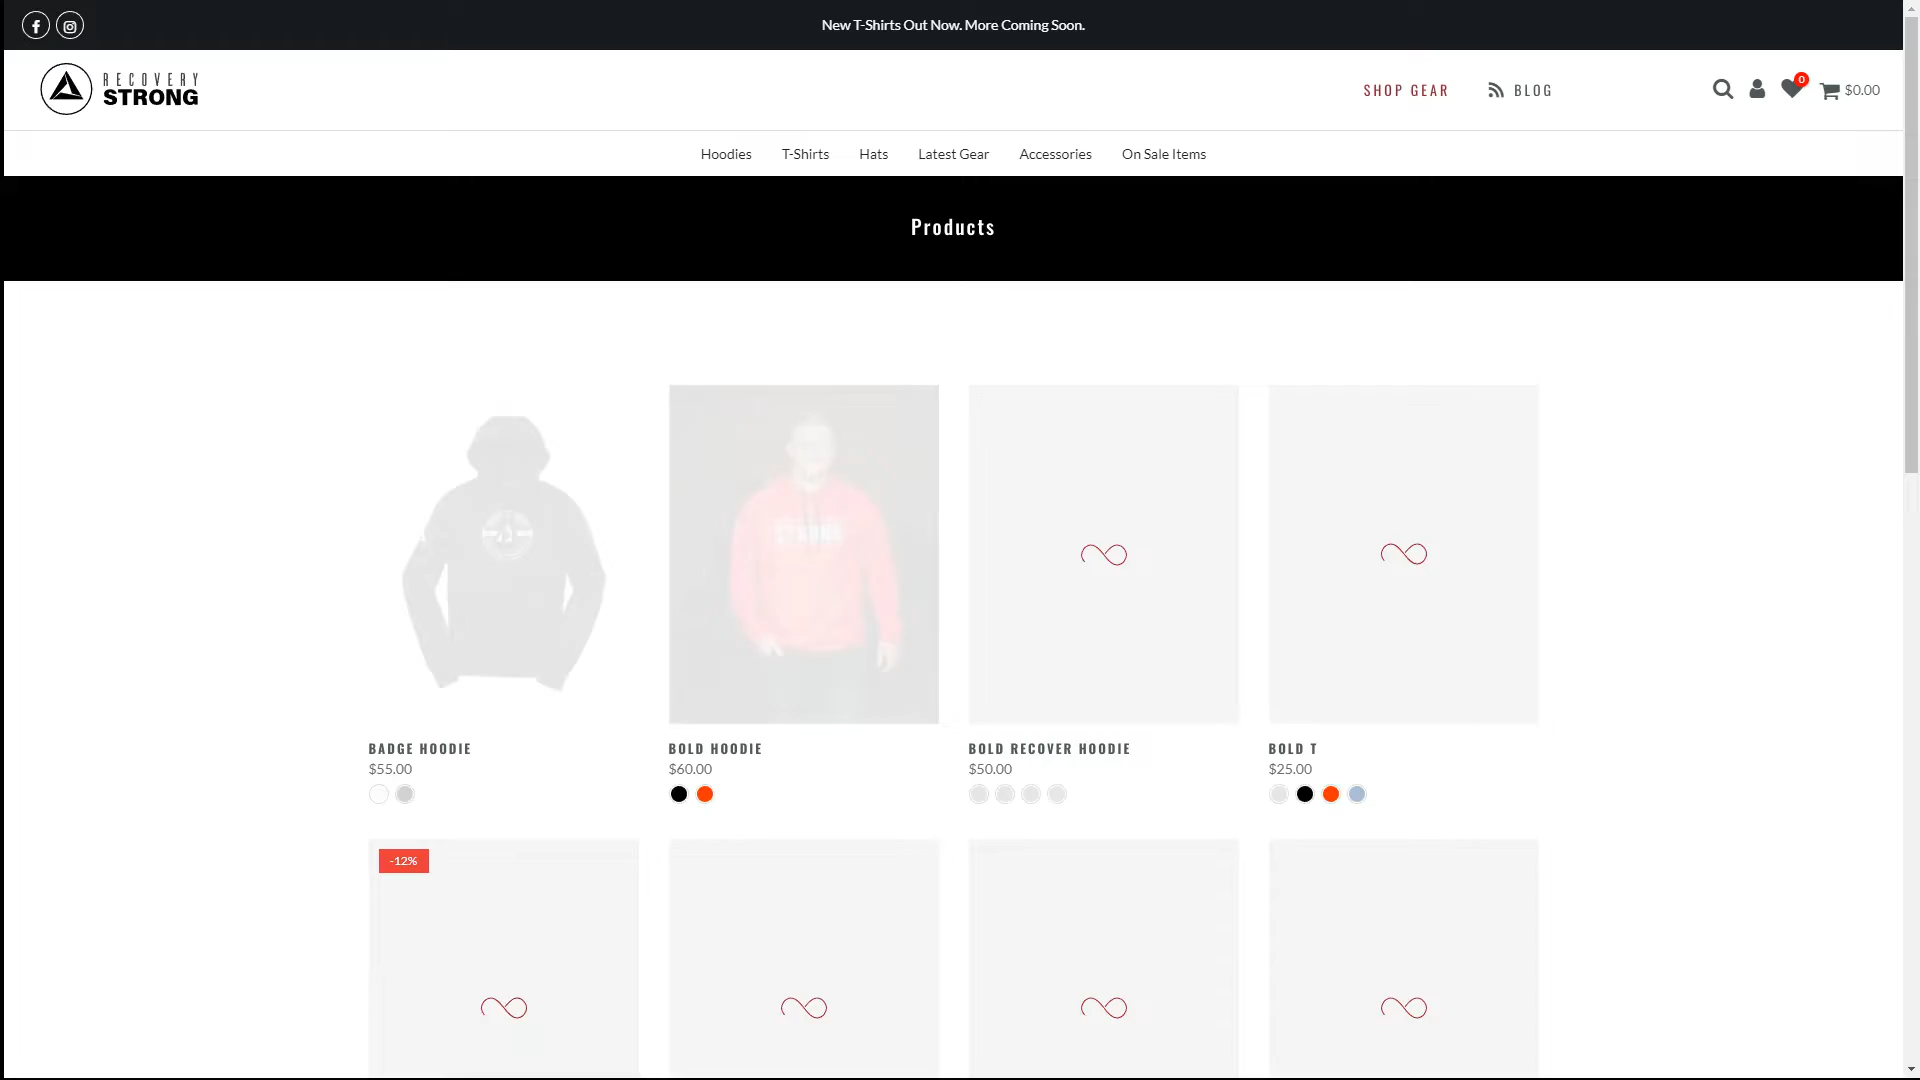 New T-Shirts Out Now. More Coming Soon.
RECOVERY
STRONG
SHOP GEAR
BLOG
0
$0.00
Hoodies
T-Shirts
Hats
Latest Gear
Accessories
On Sale Items
Products
STRONG
BADGE HOODIE
BOLD HOODIE
BOLD RECOVER HOODIE
BOLD T
$55.00
$60.00
$50.00
$25.00
-12%